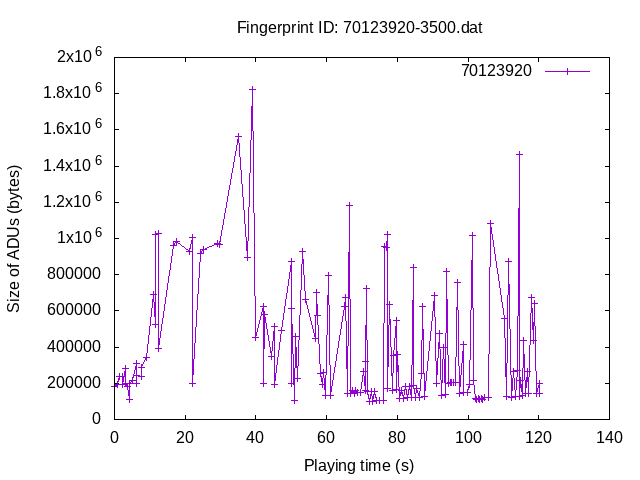 Fingerprint ID: 70123920-3500.dat
70123920
2x10^6
1.8x10^6
1.6x10^6
1.4x10^6
1.2x10^6
1x10^6
800000
600000
400000
200000
0
Size of ADUs (bytes)
0 20 40 60 80 100 120 140
Playing time (s)